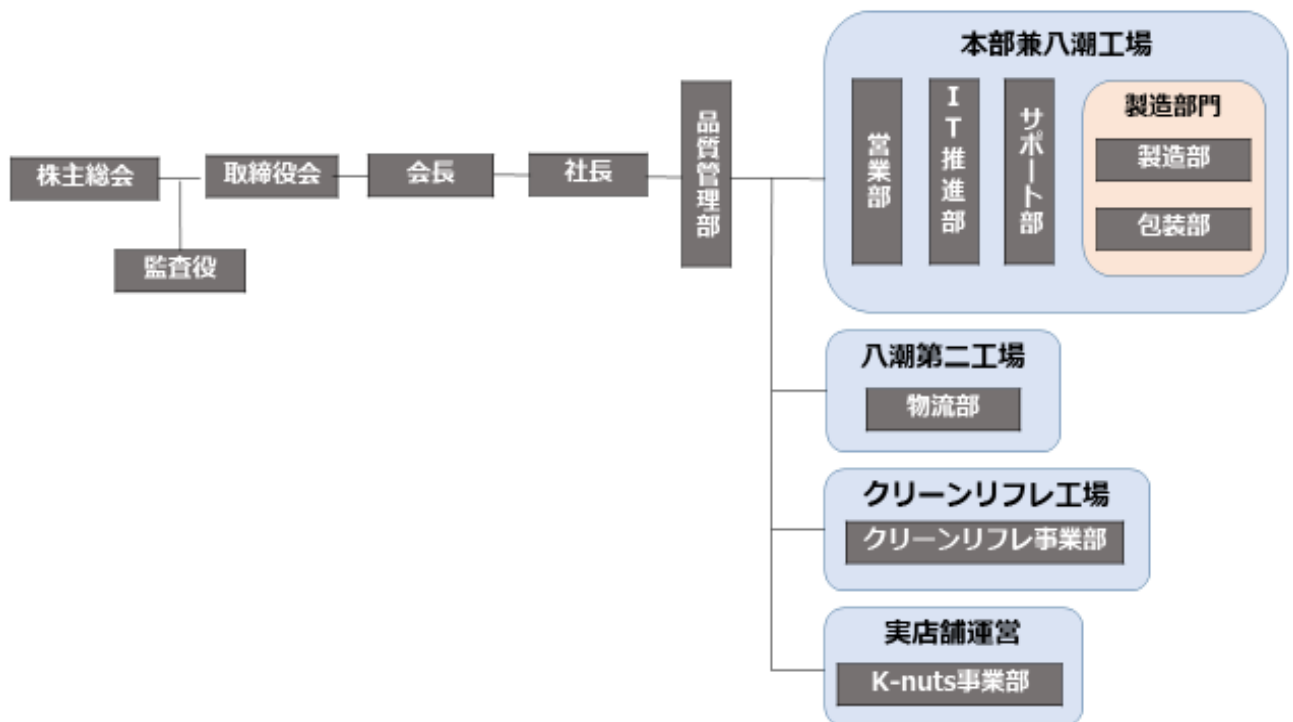 株主総会
監査役
取締役会
会長
社長
品質管理部
本部兼八潮工場
営業部
IT推進部
サポート部
製造部門
製造部
包装部
八潮第二工場
物流部
クリーンリフレ工場
クリーンリフレ事業部
実店舗運営
K-nuts事業部